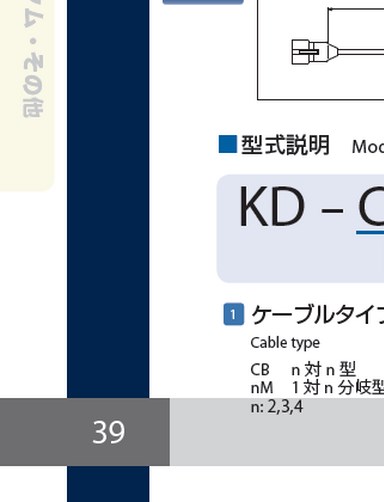 ム・その他
型式説明 Mod
KD – C
1 ケーブルタイプ
Cable type
CB n 対 n 型
nM 1 対 n 分岐型
n: 2,3,4
39